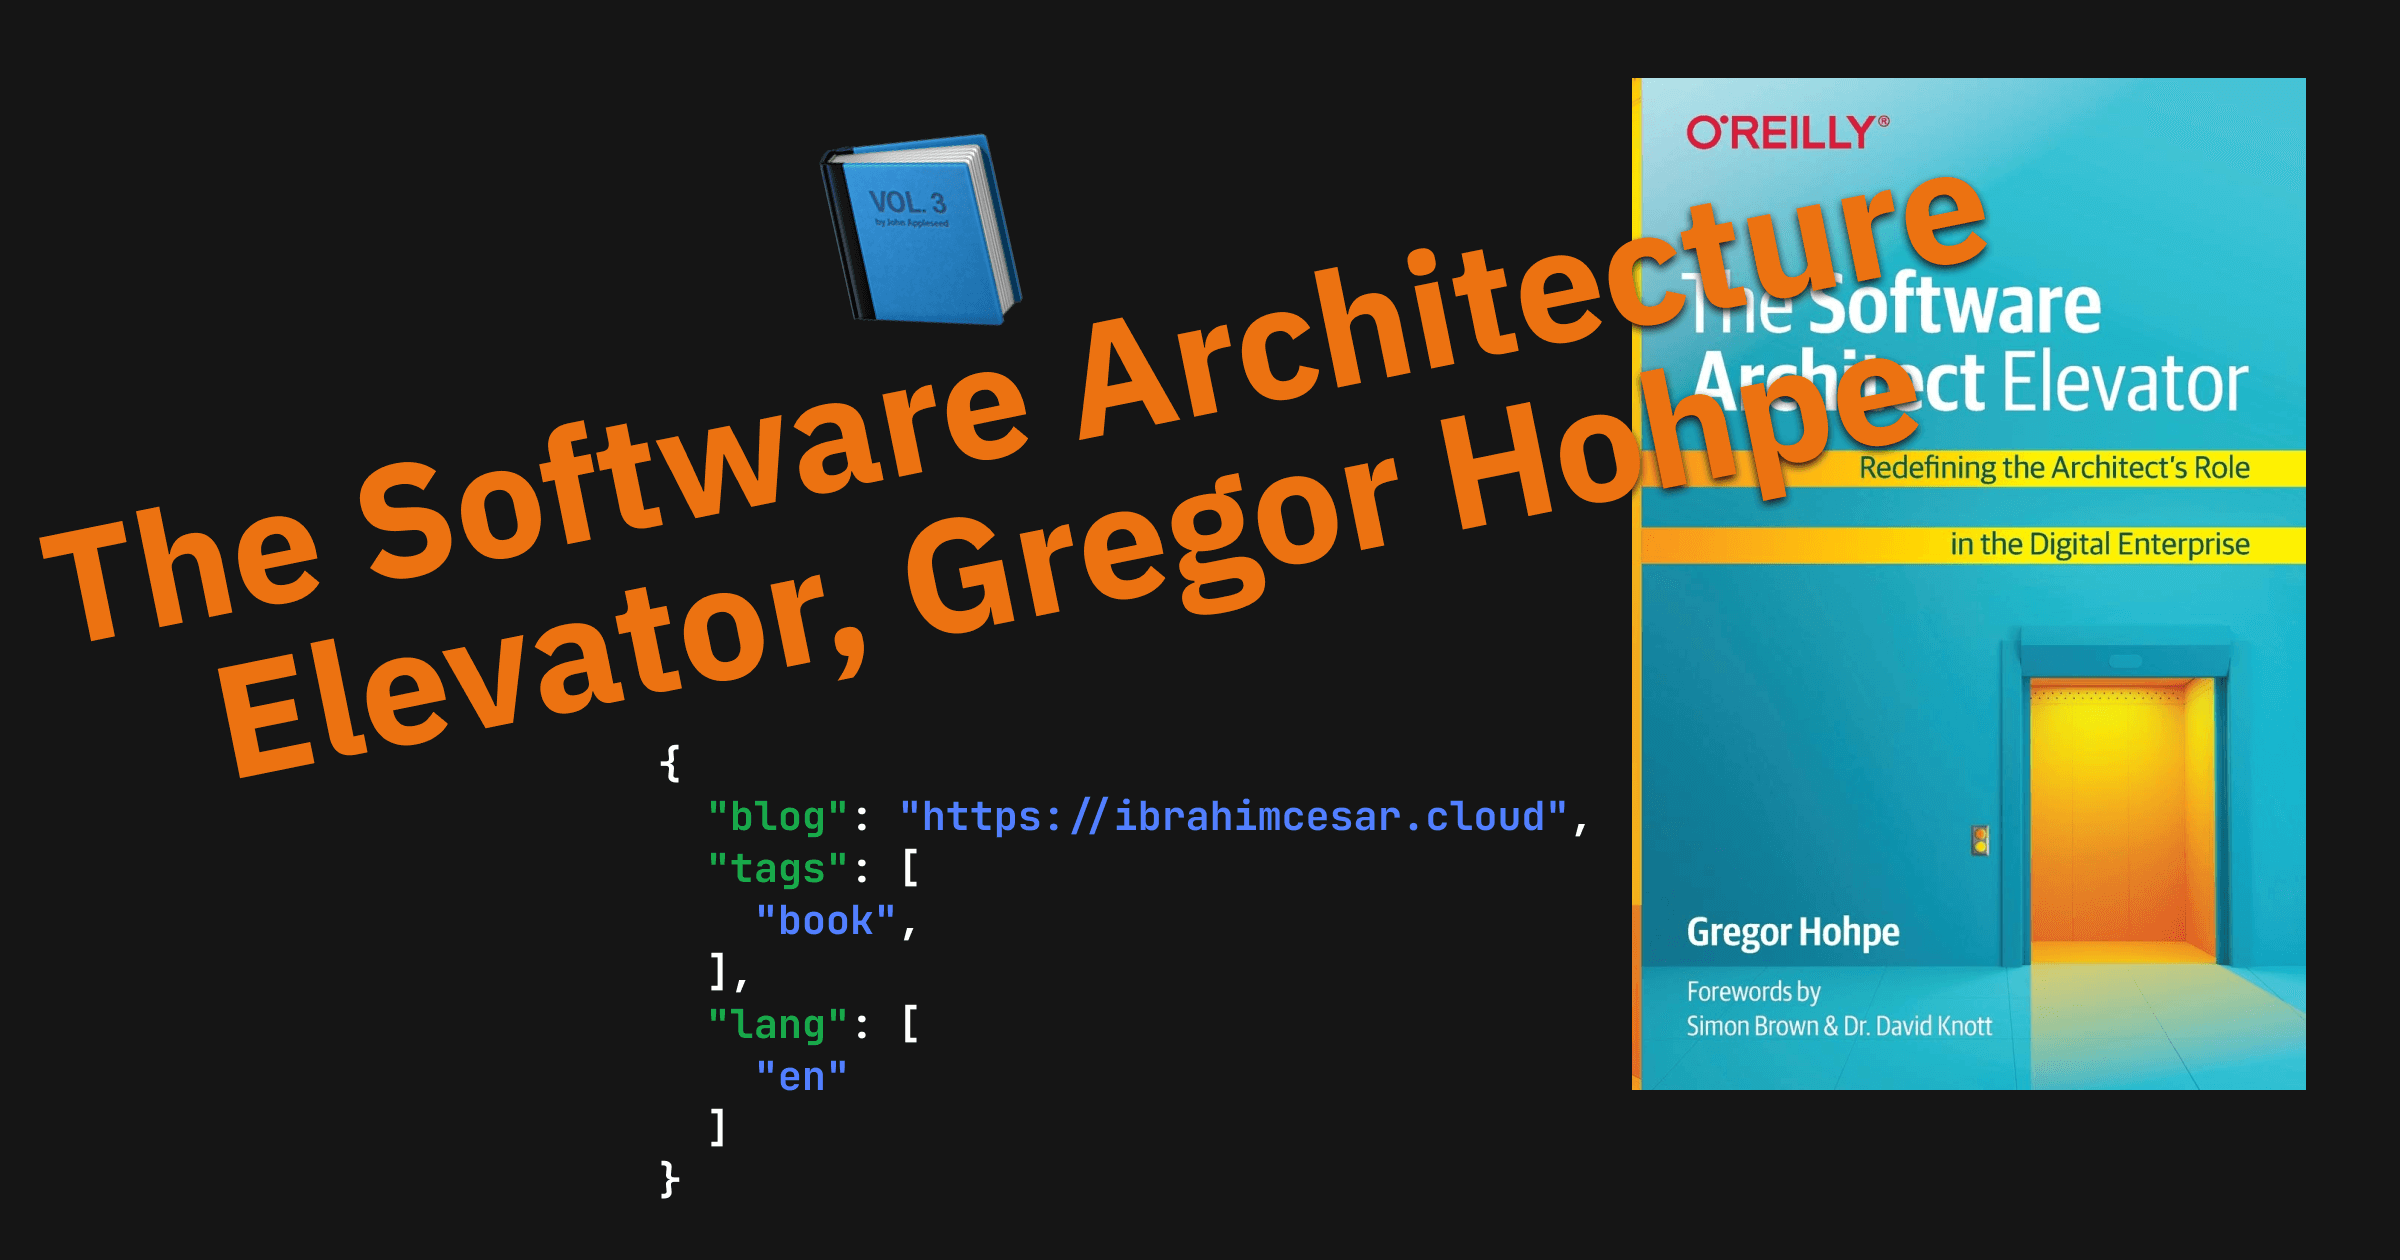 VOL. 3
by John Appleseed
The Software Architecture
Elevator, Gregor Hohpe
{
"blog": "https://ibrahimcesar.cloud",
"tags": [
"book",
],
"lang": [
"en"
]
}
O'REILLY®
The Software
Architect Elevator
Redefining the Architect's Role
in the Digital Enterprise
Gregor Hohpe
Forewords by
Simon Brown & Dr. David Knott